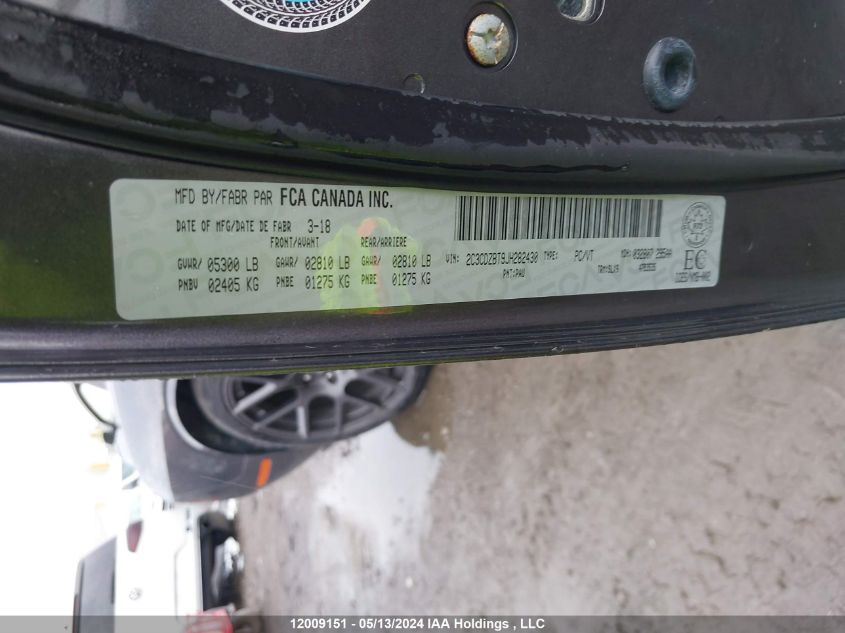 MFD BY/FABR PAR FCA CANADA INC.
DATE OF MFG/DATE DE FABR 3-18
FRONT/AVANT REAR/ARRIERE
GVWR/ 05300 LB GAWR/ 02810 LB GAWR/ 02810 LB
PNBV 02405 KG PNBE 01275 KG PNBE 01275 KG
VIN: 2C3CDZBT9JH282430 TYPE: PC/VT
PNT:PAU
EC
12009151 - 05/13/2024 IAA Holdings , LLC